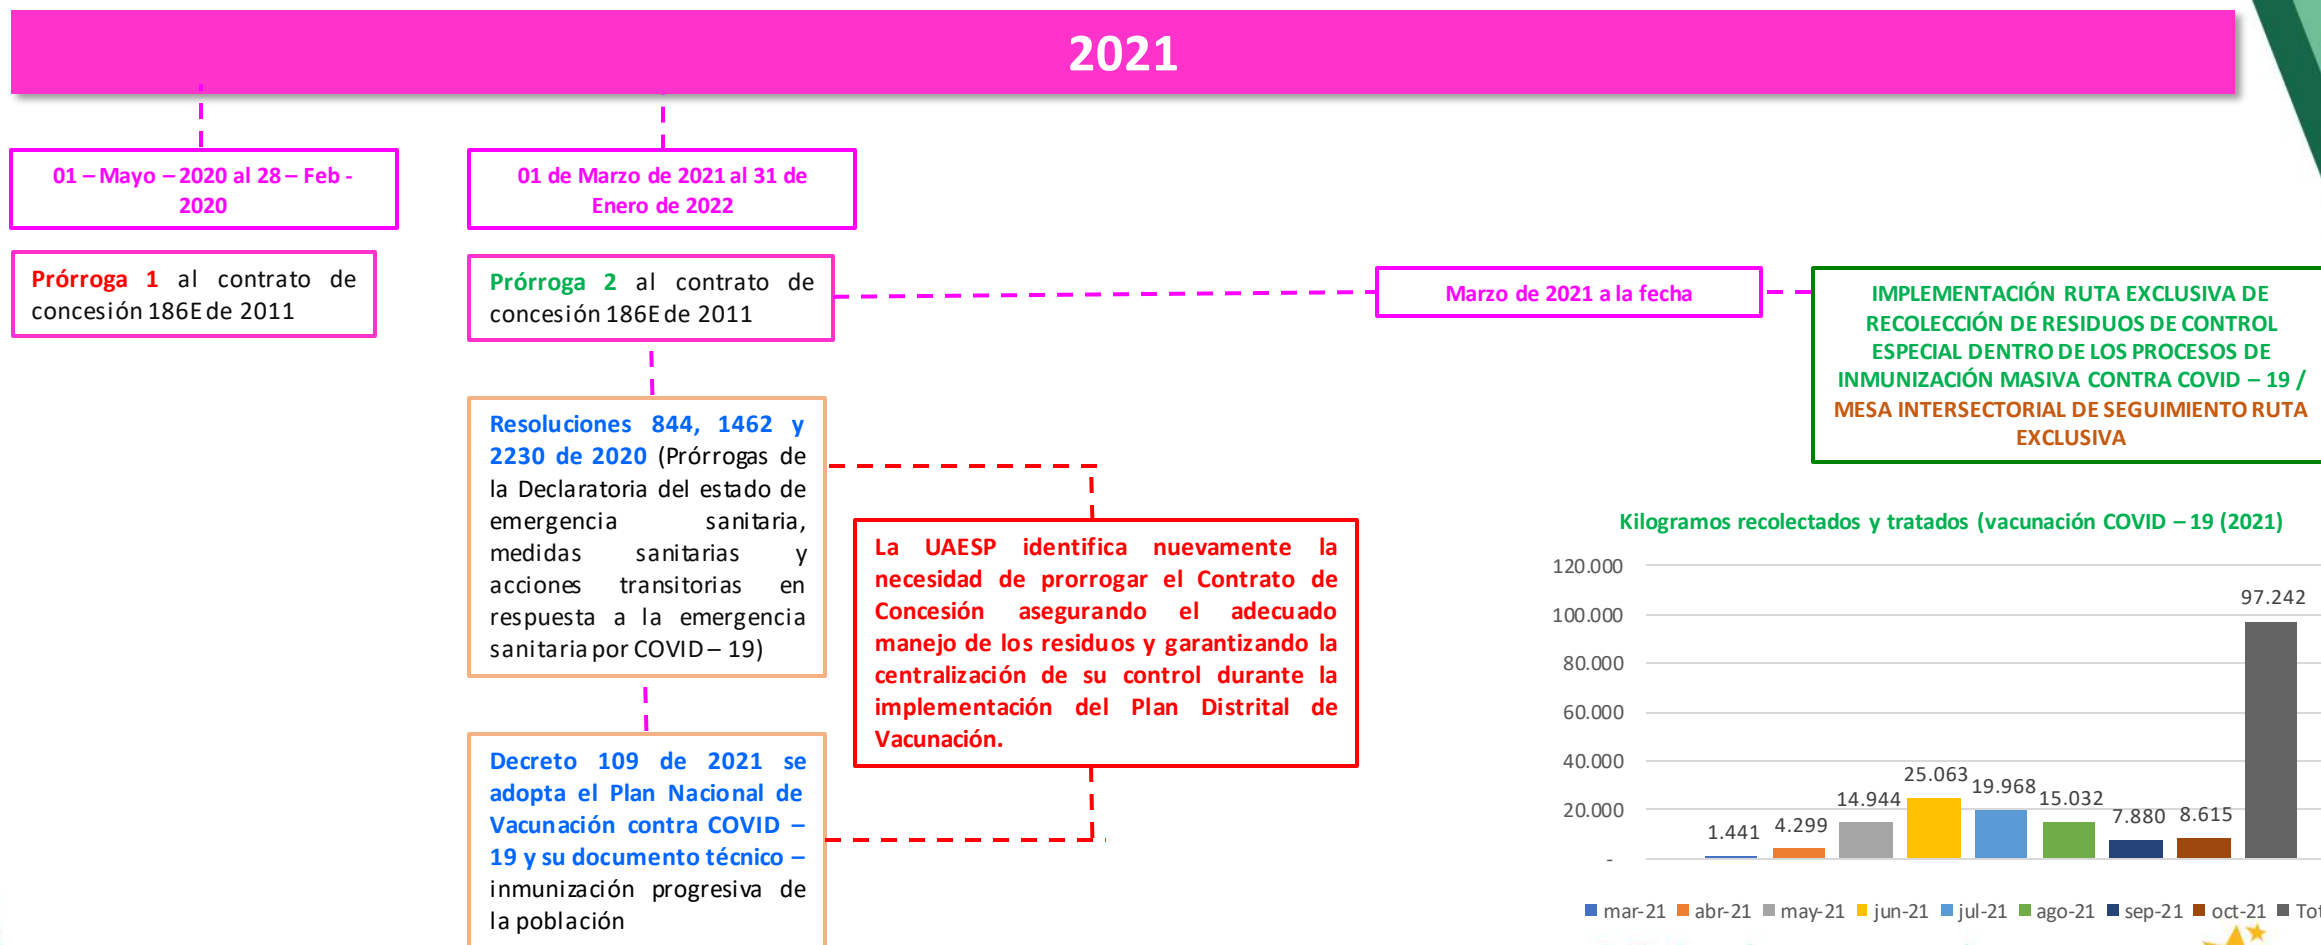 2021
01 – Mayo – 2020 al 28 – Feb -
2020
Prórroga 1 al contrato de
concesión 186E de 2011
01 de Marzo de 2021 al 31 de
Enero de 2022
Prórroga 2 al contrato de
concesión 186E de 2011
Marzo de 2021 a la fecha
IMPLEMENTACIÓN RUTA EXCLUSIVA DE
RECOLECCIÓN DE RESIDUOS DE CONTROL
ESPECIAL DENTRO DE LOS PROCESOS DE
INMUNIZACIÓN MASIVA CONTRA COVID – 19 /
MESA INTERSECTORIAL DE SEGUIMIENTO RUTA
EXCLUSIVA
Resoluciones 844, 1462 y
2230 de 2020 (Prórrogas de
la Declaratoria del estado de
emergencia sanitaria,
medidas sanitarias y
acciones transitorias en
respuesta a la emergencia
sanitaria por COVID – 19)
La UAESP identifica nuevamente la
necesidad de prorrogar el Contrato de
Concesión asegurando el adecuado
manejo de los residuos y garantizando la
centralización de su control durante la
implementación del Plan Distrital de
Vacunación.
Decreto 109 de 2021 se
adopta el Plan Nacional de
Vacunación contra COVID –
19 y su documento técnico –
inmunización progresiva de
la población
Kilogramos recolectados y tratados (vacunación COVID – 19 (2021)
120.000
100.000
80.000
60.000
40.000
20.000
-
1.441
4.299
14.944
25.063
19.968
15.032
7.880
8.615
97.242
mar-21 abr-21 may-21 jun-21 jul-21 ago-21 sep-21 oct-21 Tot